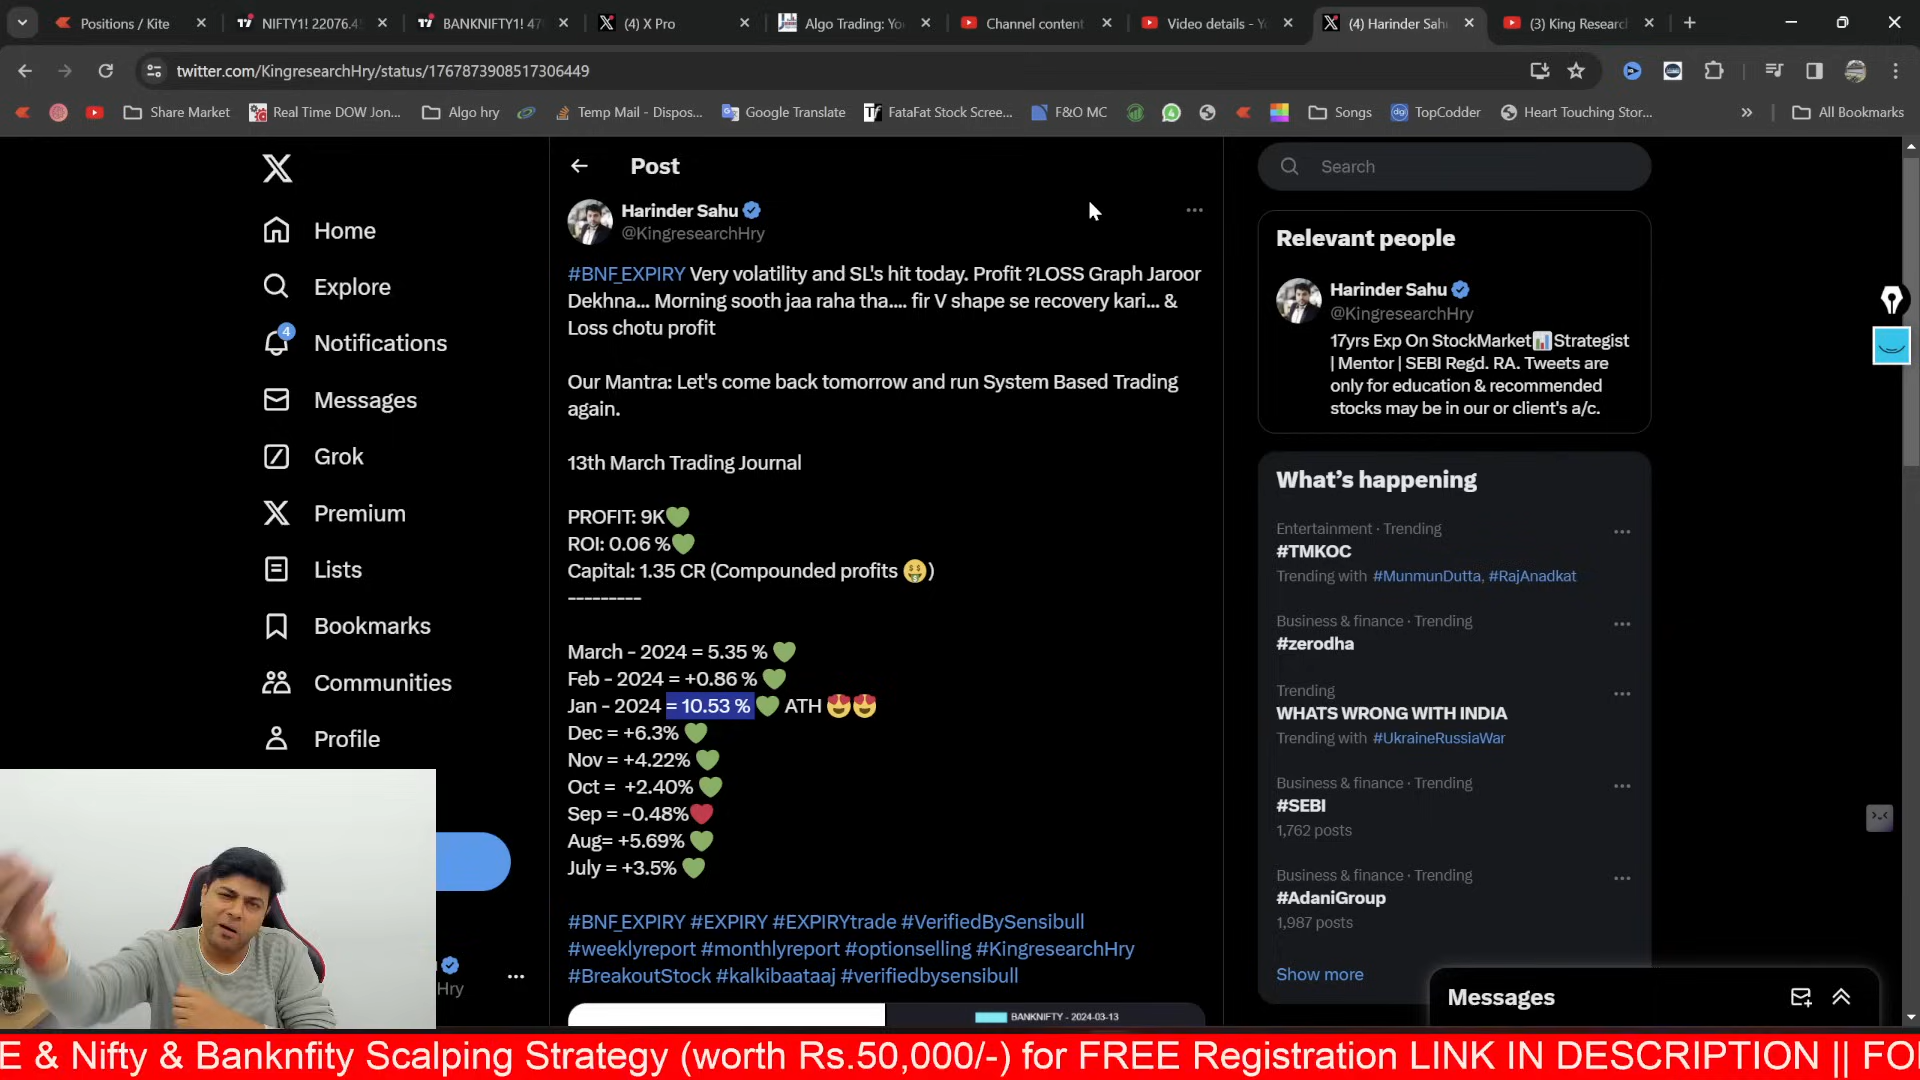 Positions / Kite
NIFTY1! 22076.4
BANKNIFTY1! 47
(4) X Pro
Algo Trading: Yo
Channel content
Video details - Y
(4) Harinder Sahu
(3) King Researc
twitter.com/KingresearchHry/status/1767873908517306449
Share Market
Real Time DOW Jon...
Algo hry
Temp Mail - Dispos...
Google Translate
FataFat Stock Scree...
F&O MC
Songs
TopCodder
Heart Touching Stor...
All Bookmarks
Home
Explore
4
Notifications
Messages
Grok
Premium
Lists
Bookmarks
Communities
Profile
Hry
Post
Harinder Sahu
@KingresearchHry
#BNF_EXPIRY Very volatility and SL's hit today. Profit ?LOSS Graph Jaroor
Dekhna... Morning sooth jaa raha tha.... fir V shape se recovery kari... &
Loss chotu profit
Our Mantra: Let's come back tomorrow and run System Based Trading
again.
13th March Trading Journal
PROFIT: 9K💚
ROI: 0.06 %💚
Capital: 1.35 CR (Compounded profits 🤑)
---------
March - 2024 = 5.35 % 💚
Feb - 2024 = +0.86 % 💚
Jan - 2024 = 10.53 % 💚 ATH 😍😍
Dec = +6.3% 💚
Nov = +4.22% 💚
Oct = +2.40% 💚
Sep = -0.48%❤️
Aug= +5.69% 💚
July = +3.5% 💚
#BNF_EXPIRY #EXPIRY #EXPIRYtrade #VerifiedBySensibull
#weeklyreport #monthlyreport #optionselling #KingresearchHry
#BreakoutStock #kalkibaataaj #verifiedbysensibull
BANKNIFTY - 2024-03-13
Search
Relevant people
Harinder Sahu
@KingresearchHry
17yrs Exp On StockMarket📊Strategist
| Mentor | SEBI Regd. RA. Tweets are
only for education & recommended
stocks may be in our or client's a/c.
What's happening
Entertainment · Trending
#TMKOC
Trending with #MunmunDutta, #RajAnadkat
Business & finance · Trending
#zerodha
Trending
WHATS WRONG WITH INDIA
Trending with #UkraineRussiaWar
Business & finance · Trending
#SEBI
1,762 posts
Business & finance · Trending
#AdaniGroup
1,987 posts
Show more
Messages
E & Nifty & Banknfity Scalping Strategy (worth Rs.50,000/-) for FREE Registration LINK IN DESCRIPTION || FO